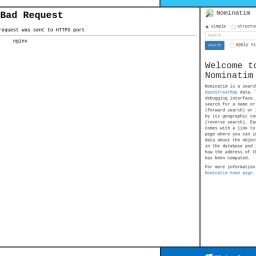 Bad Request
request was sent to HTTPS port
nginx
Nominatim
simple
structu
Search
Search
apply vi
Welcome to
Nominatim
Nominatim is a search
OpenStreetMap data.
debugging interface.
search for a name or
(forward search) or
by its geographic coo
(reverse search).
comes with a link to
page where you can i
data about the object
in the database and
how the address of th
has been computed.
For more information
Nominatim home page.